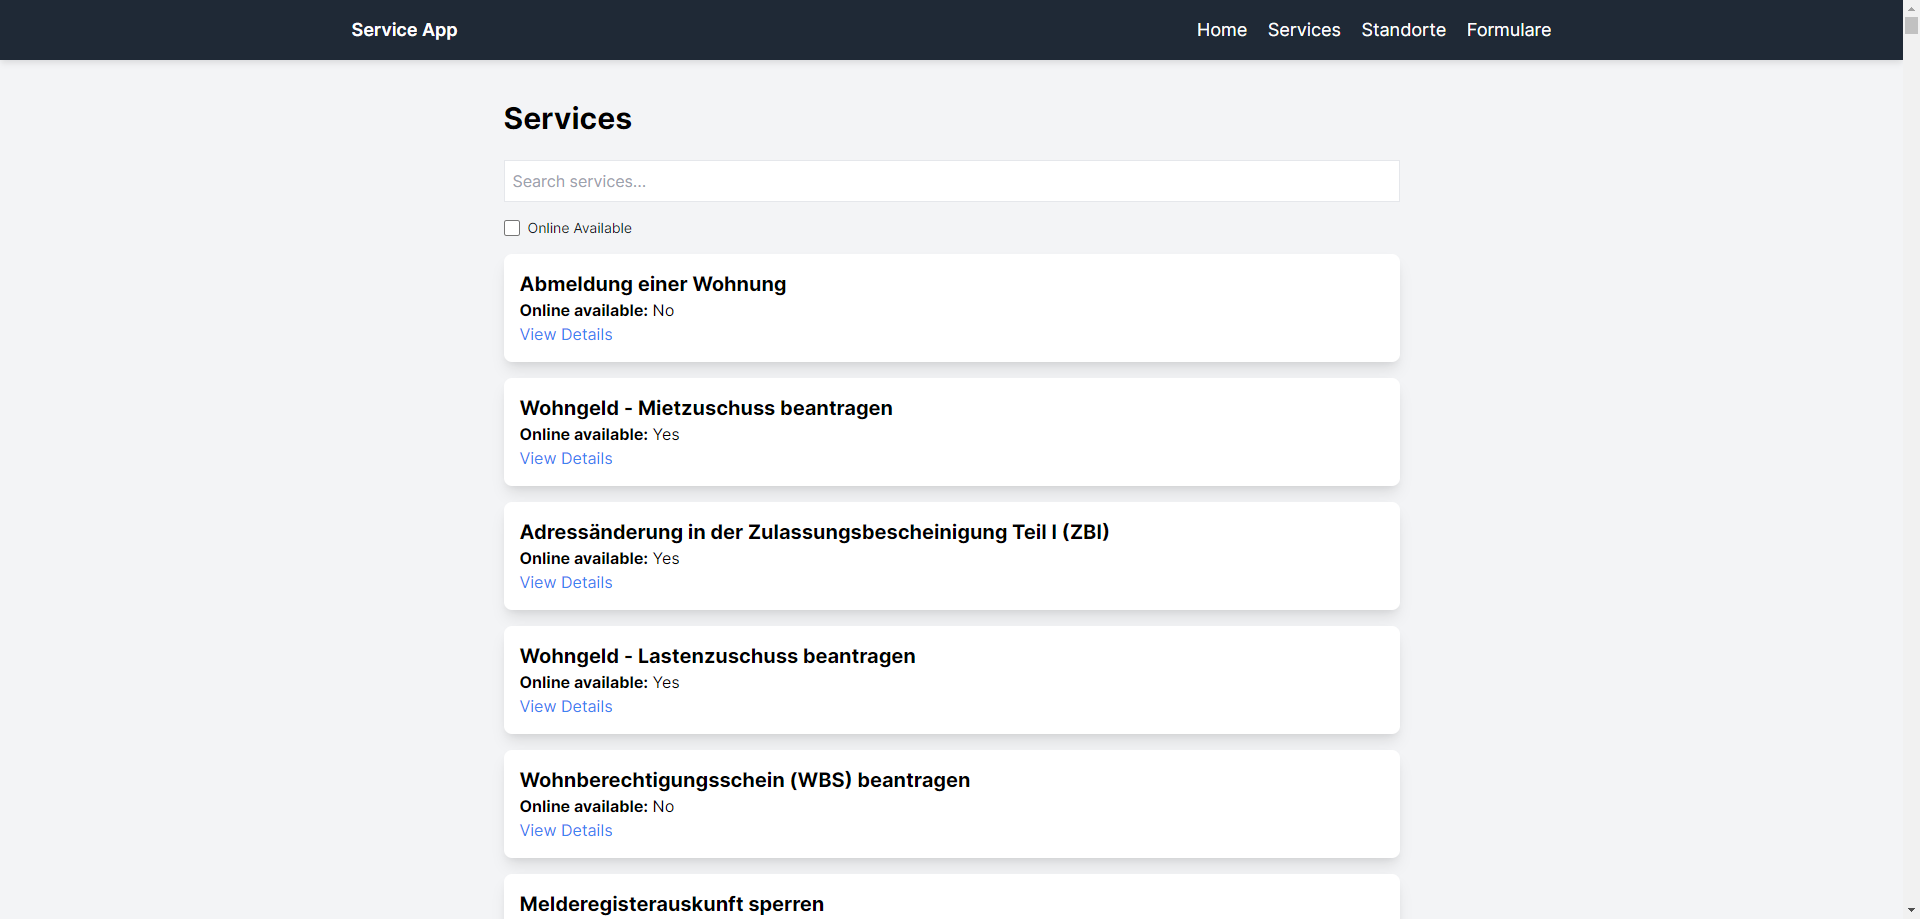 Service App
Home Services Standorte Formulare
Services
Search services...
Online Available
Abmeldung einer Wohnung
Online available: No
View Details
Wohngeld - Mietzuschuss beantragen
Online available: Yes
View Details
Adressänderung in der Zulassungsbescheinigung Teil I (ZBI)
Online available: Yes
View Details
Wohngeld - Lastenzuschuss beantragen
Online available: Yes
View Details
Wohnberechtigungsschein (WBS) beantragen
Online available: No
View Details
Melderegisterauskunft sperren